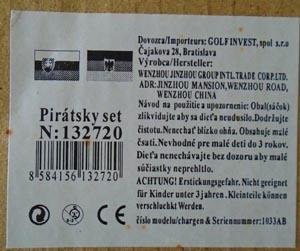 Dovozca/Importeurs: GOLF INVEST, spol s.r.o
Čajakova 28, Bratislava
Výrobca/Hersteller:
WENZHOU JINZHOU GROUP INTL.TRADE CORP.LTD.
ADR:JINZHOU MANSION, WENZHOU ROAD,
WENZHOU CHINA
Návod na použitie a upozornenie: Obal(sáčok)
zlikvidujte aby sa dieťa neudusilo. Dodržujte
čistotu. Nenechať blízko ohňa. Obsahuje malé
časti. Nevhodné pre malé deti do 3 rokov.
Dieťa nenechávejte bez dozoru aby malé
súčiastky neprehltlo.
ACHTUNG! Erstickungsgefahr. Nicht geeignet
für Kinder unter 3 jahren. Kleinteile können
verschluckt Werden.
číslo modelu/chargen & Seriennummer:1033AB
Pirátsky set
N:132720
8 584156 132720
0-3
CE